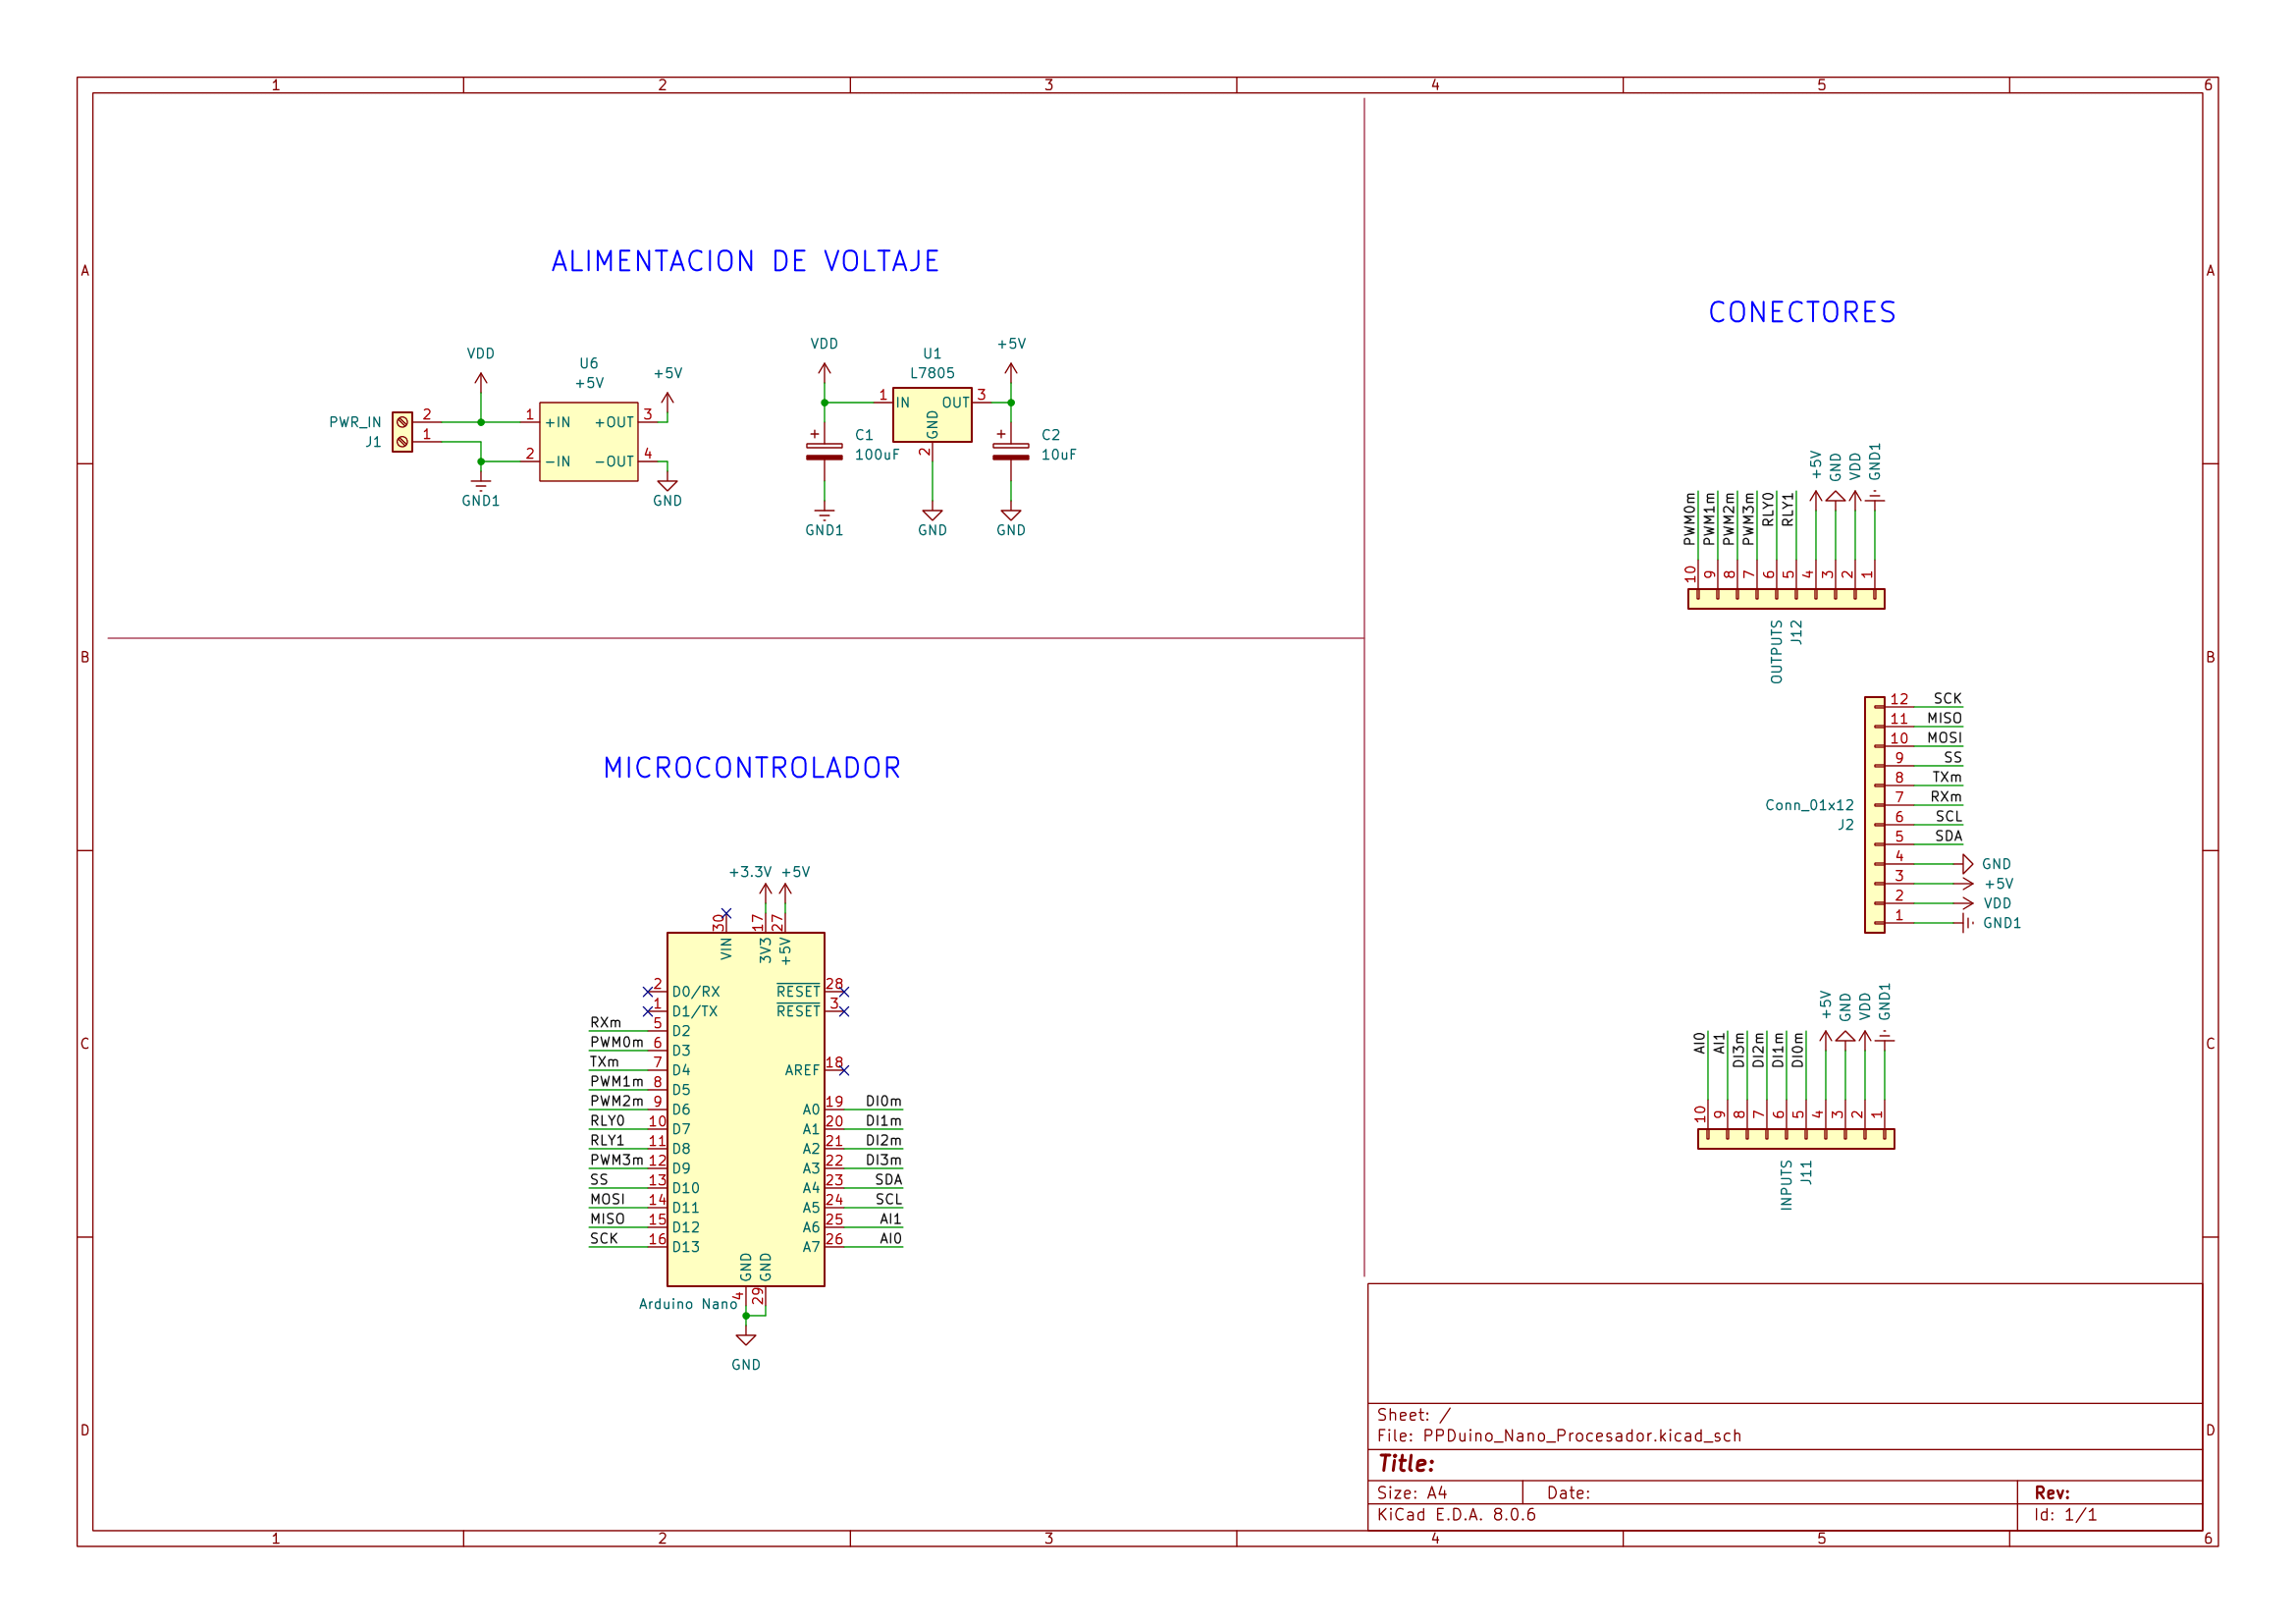 1 2 3 4 5 6
A
B
C
D
ALIMENTACION DE VOLTAJE
VDD
PWR_IN
J1
2
1
GND1
U6
+5V
1 +IN
2 -IN
+OUT 3
-OUT 4
+5V
GND
VDD
C1
100uF
GND1
U1
L7805
1 IN
OUT 3
GND
2
GND
+5V
C2
10uF
GND
MICROCONTROLADOR
+3.3V +5V
30 17 27
VIN 3V3 +5V
2 D0/RX
1 D1/TX
RXm 5 D2
PWM0m 6 D3
TXm 7 D4
PWM1m 8 D5
PWM2m 9 D6
RLY0 10 D7
RLY1 11 D8
PWM3m 12 D9
SS 13 D10
MOSI 14 D11
MISO 15 D12
SCK 16 D13
RESET 28
RESET 3
AREF 18
A0 19 DI0m
A1 20 DI1m
A2 21 DI2m
A3 22 DI3m
A4 23 SDA
A5 24 SCL
A6 25 AI1
A7 26 AI0
GND GND
4 29
Arduino Nano
GND
CONECTORES
PWM0m PWM1m PWM2m PWM3m RLY0 RLY1 +5V GND VDD GND1
10 9 8 7 6 5 4 3 2 1
OUTPUTS
J12
12 SCK
11 MISO
10 MOSI
9 SS
8 TXm
7 RXm
6 SCL
5 SDA
4 GND
3 +5V
2 VDD
1 GND1
Conn_01x12
J2
AI0 AI1 DI3m DI2m DI1m DI0m +5V GND VDD GND1
10 9 8 7 6 5 4 3 2 1
INPUTS
J11
A
B
C
D
Sheet: /
File: PPDuino_Nano_Procesador.kicad_sch
Title:
Size: A4 Date: Rev:
KiCad E.D.A. 8.0.6 Id: 1/1
1 2 3 4 5 6